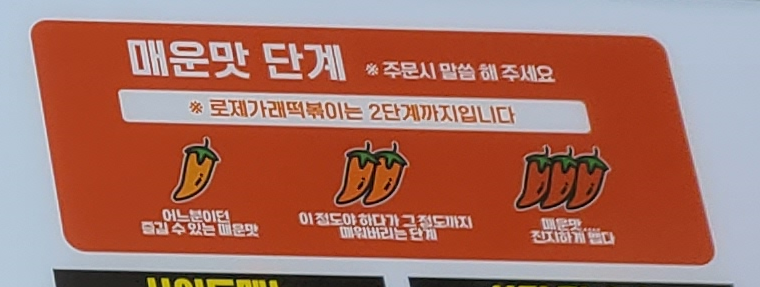 매운맛 단계 ※ 주문시 말씀 해 주세요
※ 로제가래떡볶이는 2단계까지입니다
어느분이던
즐길 수 있는 매운맛
이 정도야 하다가 그 정도까지
매워버리는 단계
매운맛....
진지하게 맵다